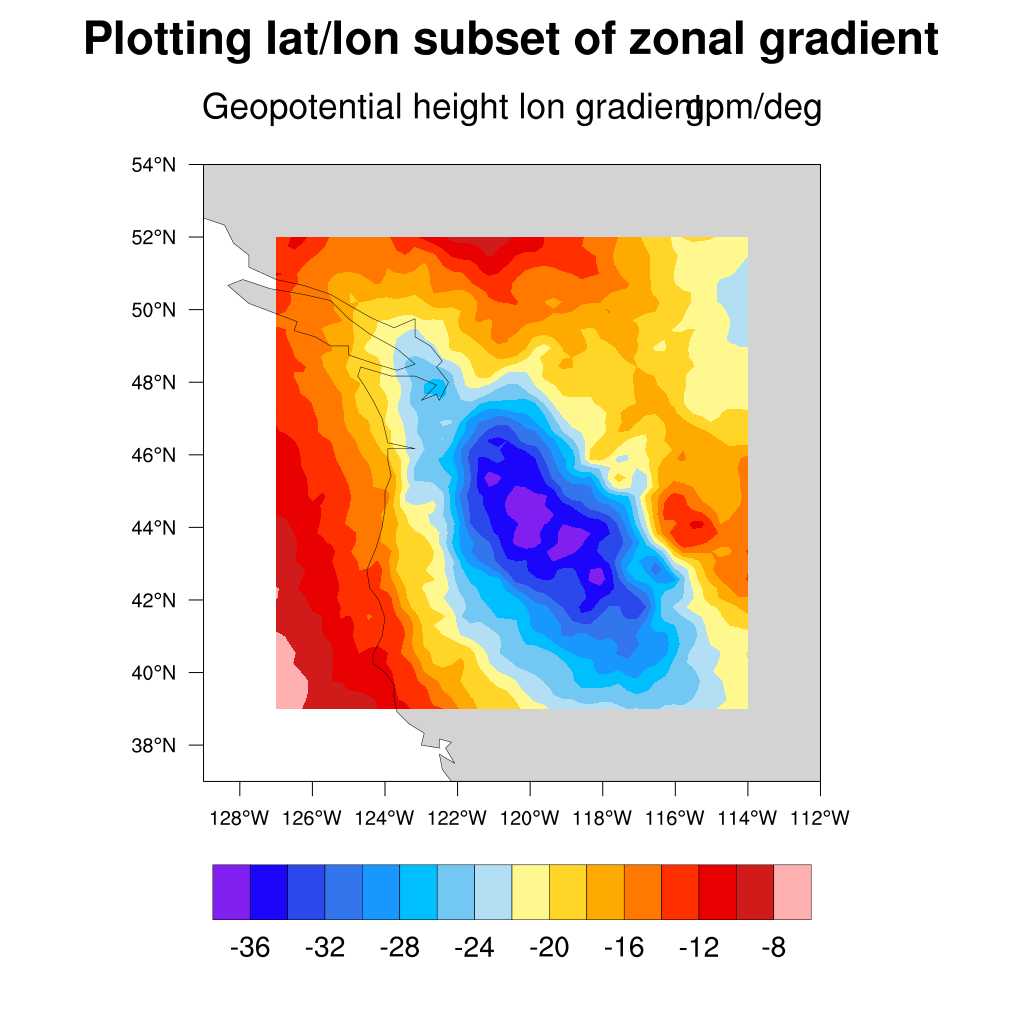 Plotting lat/lon subset of zonal gradient
Geopotential height lon gradient gpm/deg
54°N
52°N
50°N
48°N
46°N
44°N
42°N
40°N
38°N
128°W 126°W 124°W 122°W 120°W 118°W 116°W 114°W 112°W
-36 -32 -28 -24 -20 -16 -12 -8